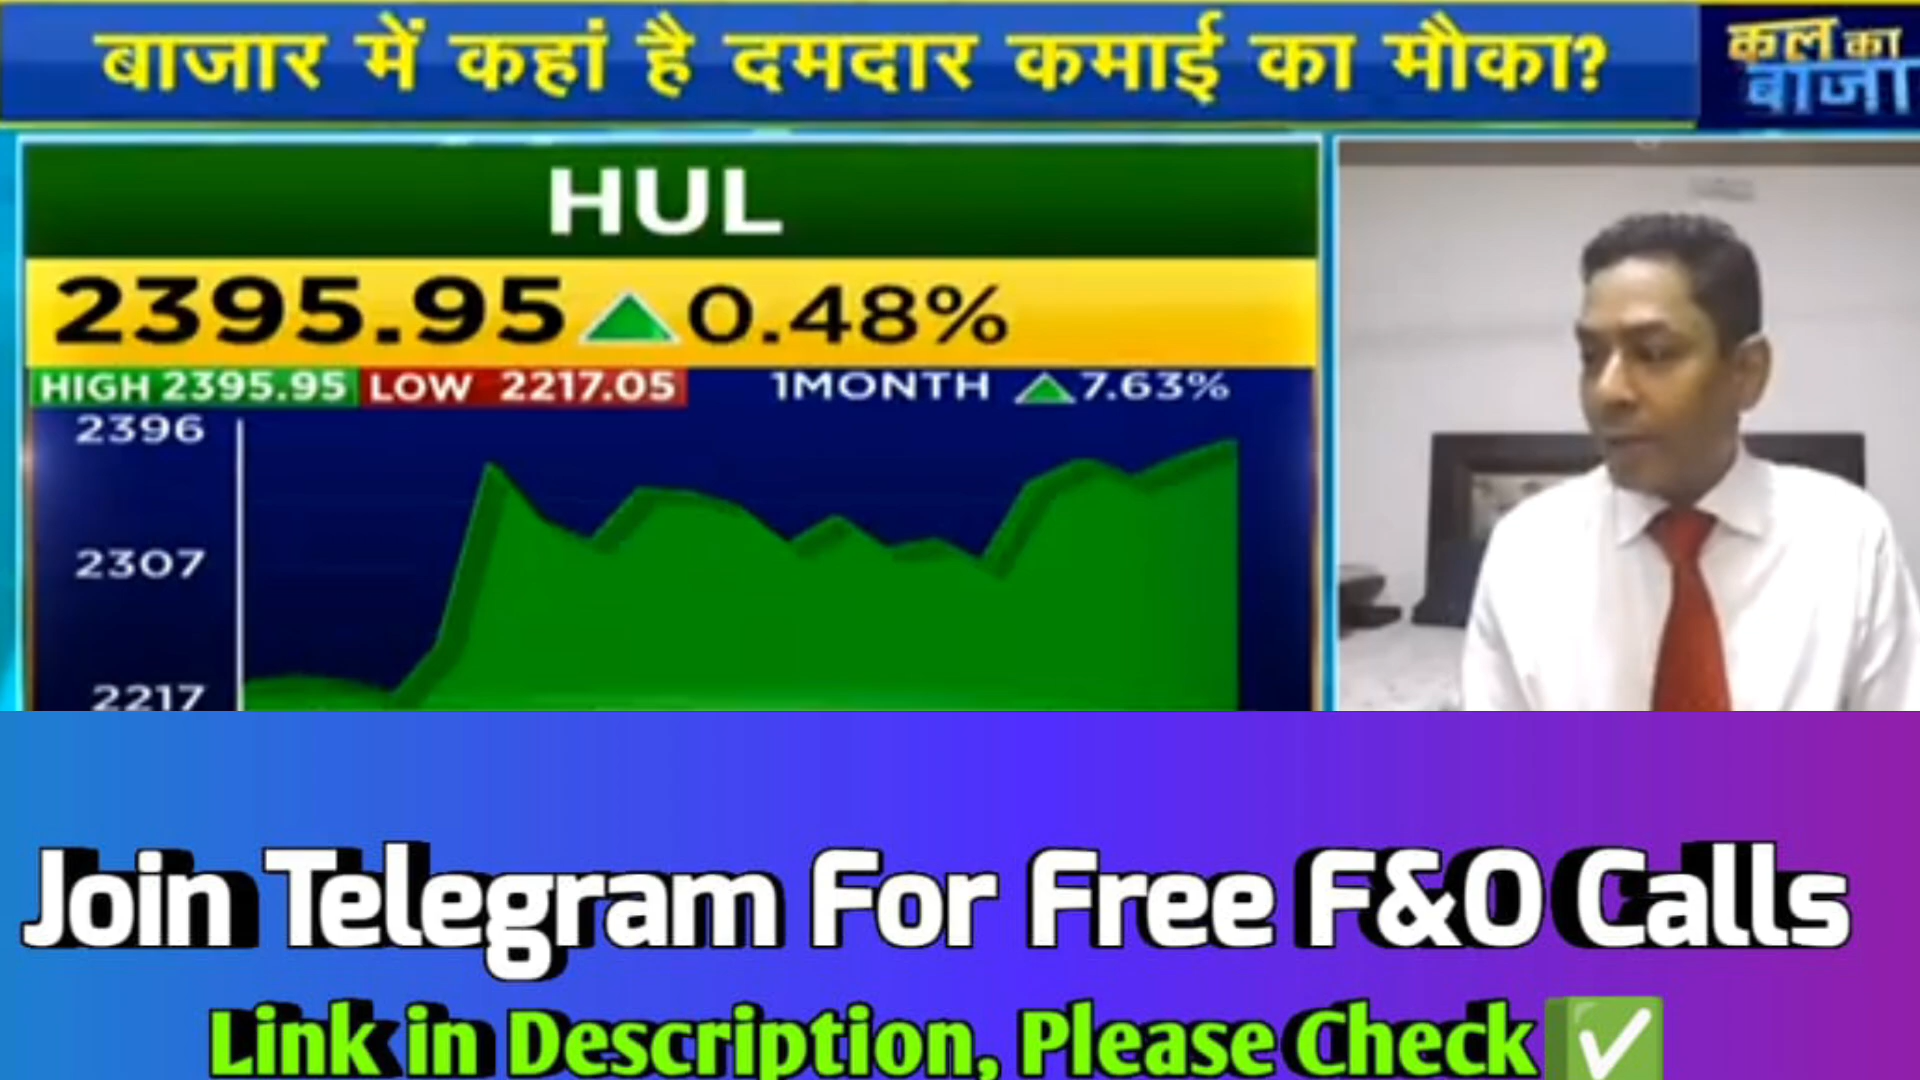 बाजार में कहां है दमदार कमाई का मौका?
कल का
HUL
2395.95 ▲ 0.48%
HIGH 2395.95 LOW 2217.05 1MONTH ▲ 7.63%
2396
2307
2217
Join Telegram For Free F&O Calls
Link in Description, Please Check ✅